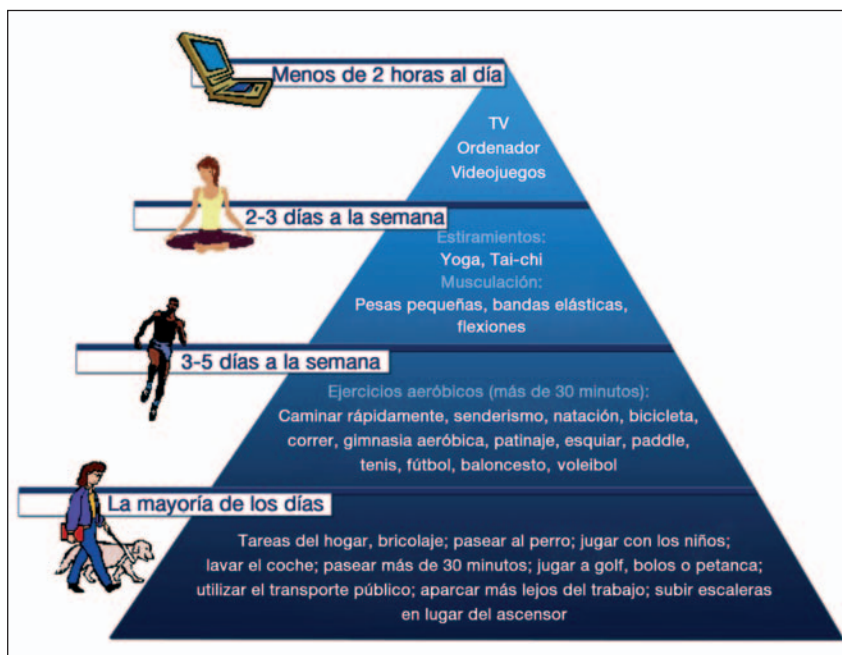 Menos de 2 horas al día
TV
Ordenador
Videojuegos
2-3 días a la semana
Estiramientos:
Yoga, Tai-chi
Musculación:
Pesas pequeñas, bandas elásticas,
flexiones
3-5 días a la semana
Ejercicios aeróbicos (más de 30 minutos):
Caminar rápidamente, senderismo, natación, bicicleta,
correr, gimnasia aeróbica, patinaje, esquiar, paddle,
tenis, fútbol, baloncesto, voleibol
La mayoría de los días
Tareas del hogar, bricolaje; pasear al perro; jugar con los niños;
lavar el coche; pasear más de 30 minutos; jugar a golf, bolos o petanca;
utilizar el transporte público; aparcar más lejos del trabajo; subir escaleras
en lugar del ascensor